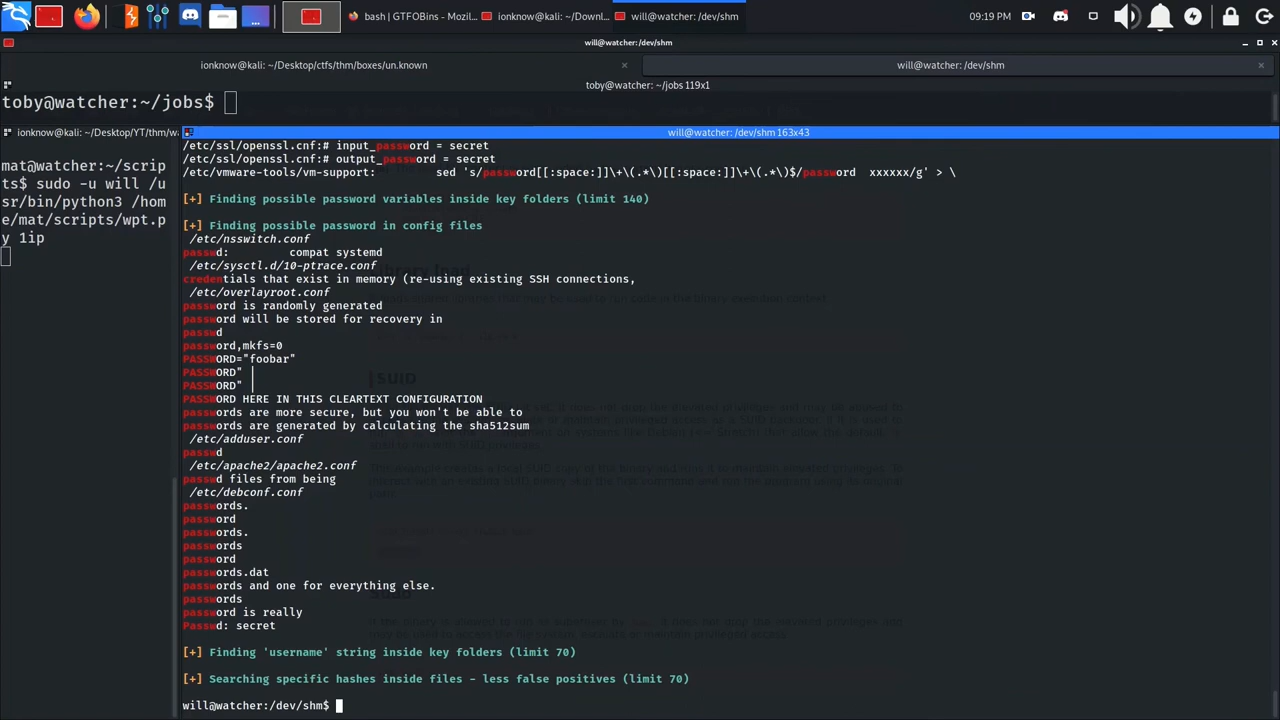 bash | GTFOBins - Mozil...
ionknow@kali: ~/Downl...
will@watcher: /dev/shm
09:19 PM
will@watcher: /dev/shm
ionknow@kali: ~/Desktop/ctfs/thm/boxes/un.known
will@watcher: /dev/shm
toby@watcher: ~/jobs 119x1
toby@watcher:~/jobs$
ionknow@kali: ~/Desktop/YT/thm/wa
will@watcher: /dev/shm 163x43
mat@watcher:~/scrip
ts$ sudo -u will /u
sr/bin/python3 /hom
e/mat/scripts/wpt.p
y 1ip
/etc/ssl/openssl.cnf:# input_password = secret
/etc/ssl/openssl.cnf:# output_password = secret
/etc/vmware-tools/vm-support: sed 's/password[[:space:]]\+\(.*\)[[:space:]]\+\(.*\)$/password xxxxxx/g' > \
[+] Finding possible password variables inside key folders (limit 140)
[+] Finding possible password in config files
/etc/nsswitch.conf
passwd: compat systemd
/etc/sysctl.d/10-ptrace.conf
credentials that exist in memory (re-using existing SSH connections,
/etc/overlayroot.conf
password is randomly generated
password will be stored for recovery in
passwd
password,mkfs=0
PASSWORD="foobar"
PASSWORD" |
PASSWORD" |
PASSWORD HERE IN THIS CLEARTEXT CONFIGURATION
passwords are more secure, but you won't be able to
passwords are generated by calculating the sha512sum
/etc/adduser.conf
passwd
/etc/apache2/apache2.conf
passwd files from being
/etc/debconf.conf
passwords.
password
passwords.
passwords
password
passwords.dat
passwords and one for everything else.
passwords
password is really
Passwd: secret
[+] Finding 'username' string inside key folders (limit 70)
[+] Searching specific hashes inside files - less false positives (limit 70)
will@watcher:/dev/shm$
SUID